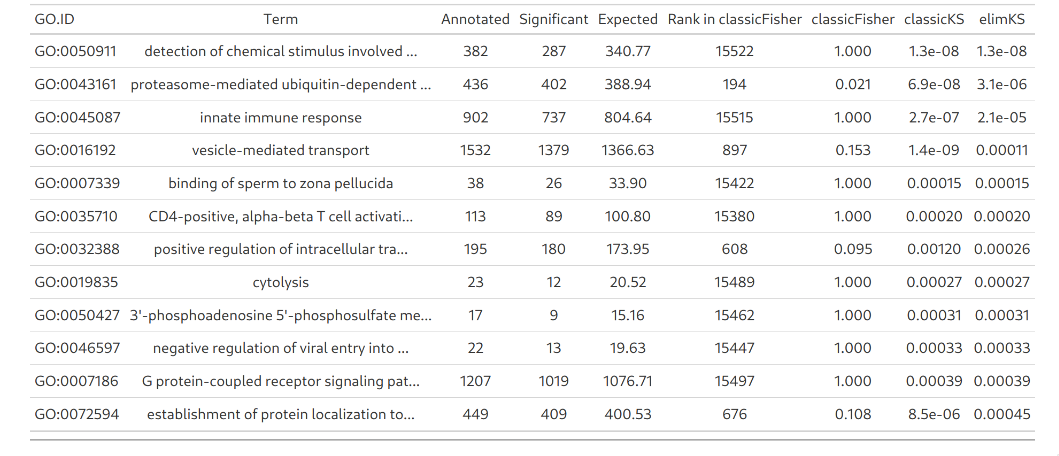 GO.ID Term Annotated Significant Expected Rank in classicFisher classicFisher classicKS elimKS
GO:0050911 detection of chemical stimulus involved ... 382 287 340.77 15522 1.000 1.3e-08 1.3e-08
GO:0043161 proteasome-mediated ubiquitin-dependent ... 436 402 388.94 194 0.021 6.9e-08 3.1e-06
GO:0045087 innate immune response 902 737 804.64 15515 1.000 2.7e-07 2.1e-05
GO:0016192 vesicle-mediated transport 1532 1379 1366.63 897 0.153 1.4e-09 0.00011
GO:0007339 binding of sperm to zona pellucida 38 26 33.90 15422 1.000 0.00015 0.00015
GO:0035710 CD4-positive, alpha-beta T cell activati... 113 89 100.80 15380 1.000 0.00020 0.00020
GO:0032388 positive regulation of intracellular tra... 195 180 173.95 608 0.095 0.00120 0.00026
GO:0019835 cytolysis 23 12 20.52 15489 1.000 0.00027 0.00027
GO:0050427 3'-phosphoadenosine 5'-phosphosulfate me... 17 9 15.16 15462 1.000 0.00031 0.00031
GO:0046597 negative regulation of viral entry into ... 22 13 19.63 15447 1.000 0.00033 0.00033
GO:0007186 G protein-coupled receptor signaling pat... 1207 1019 1076.71 15497 1.000 0.00039 0.00039
GO:0072594 establishment of protein localization to... 449 409 400.53 676 0.108 8.5e-06 0.00045